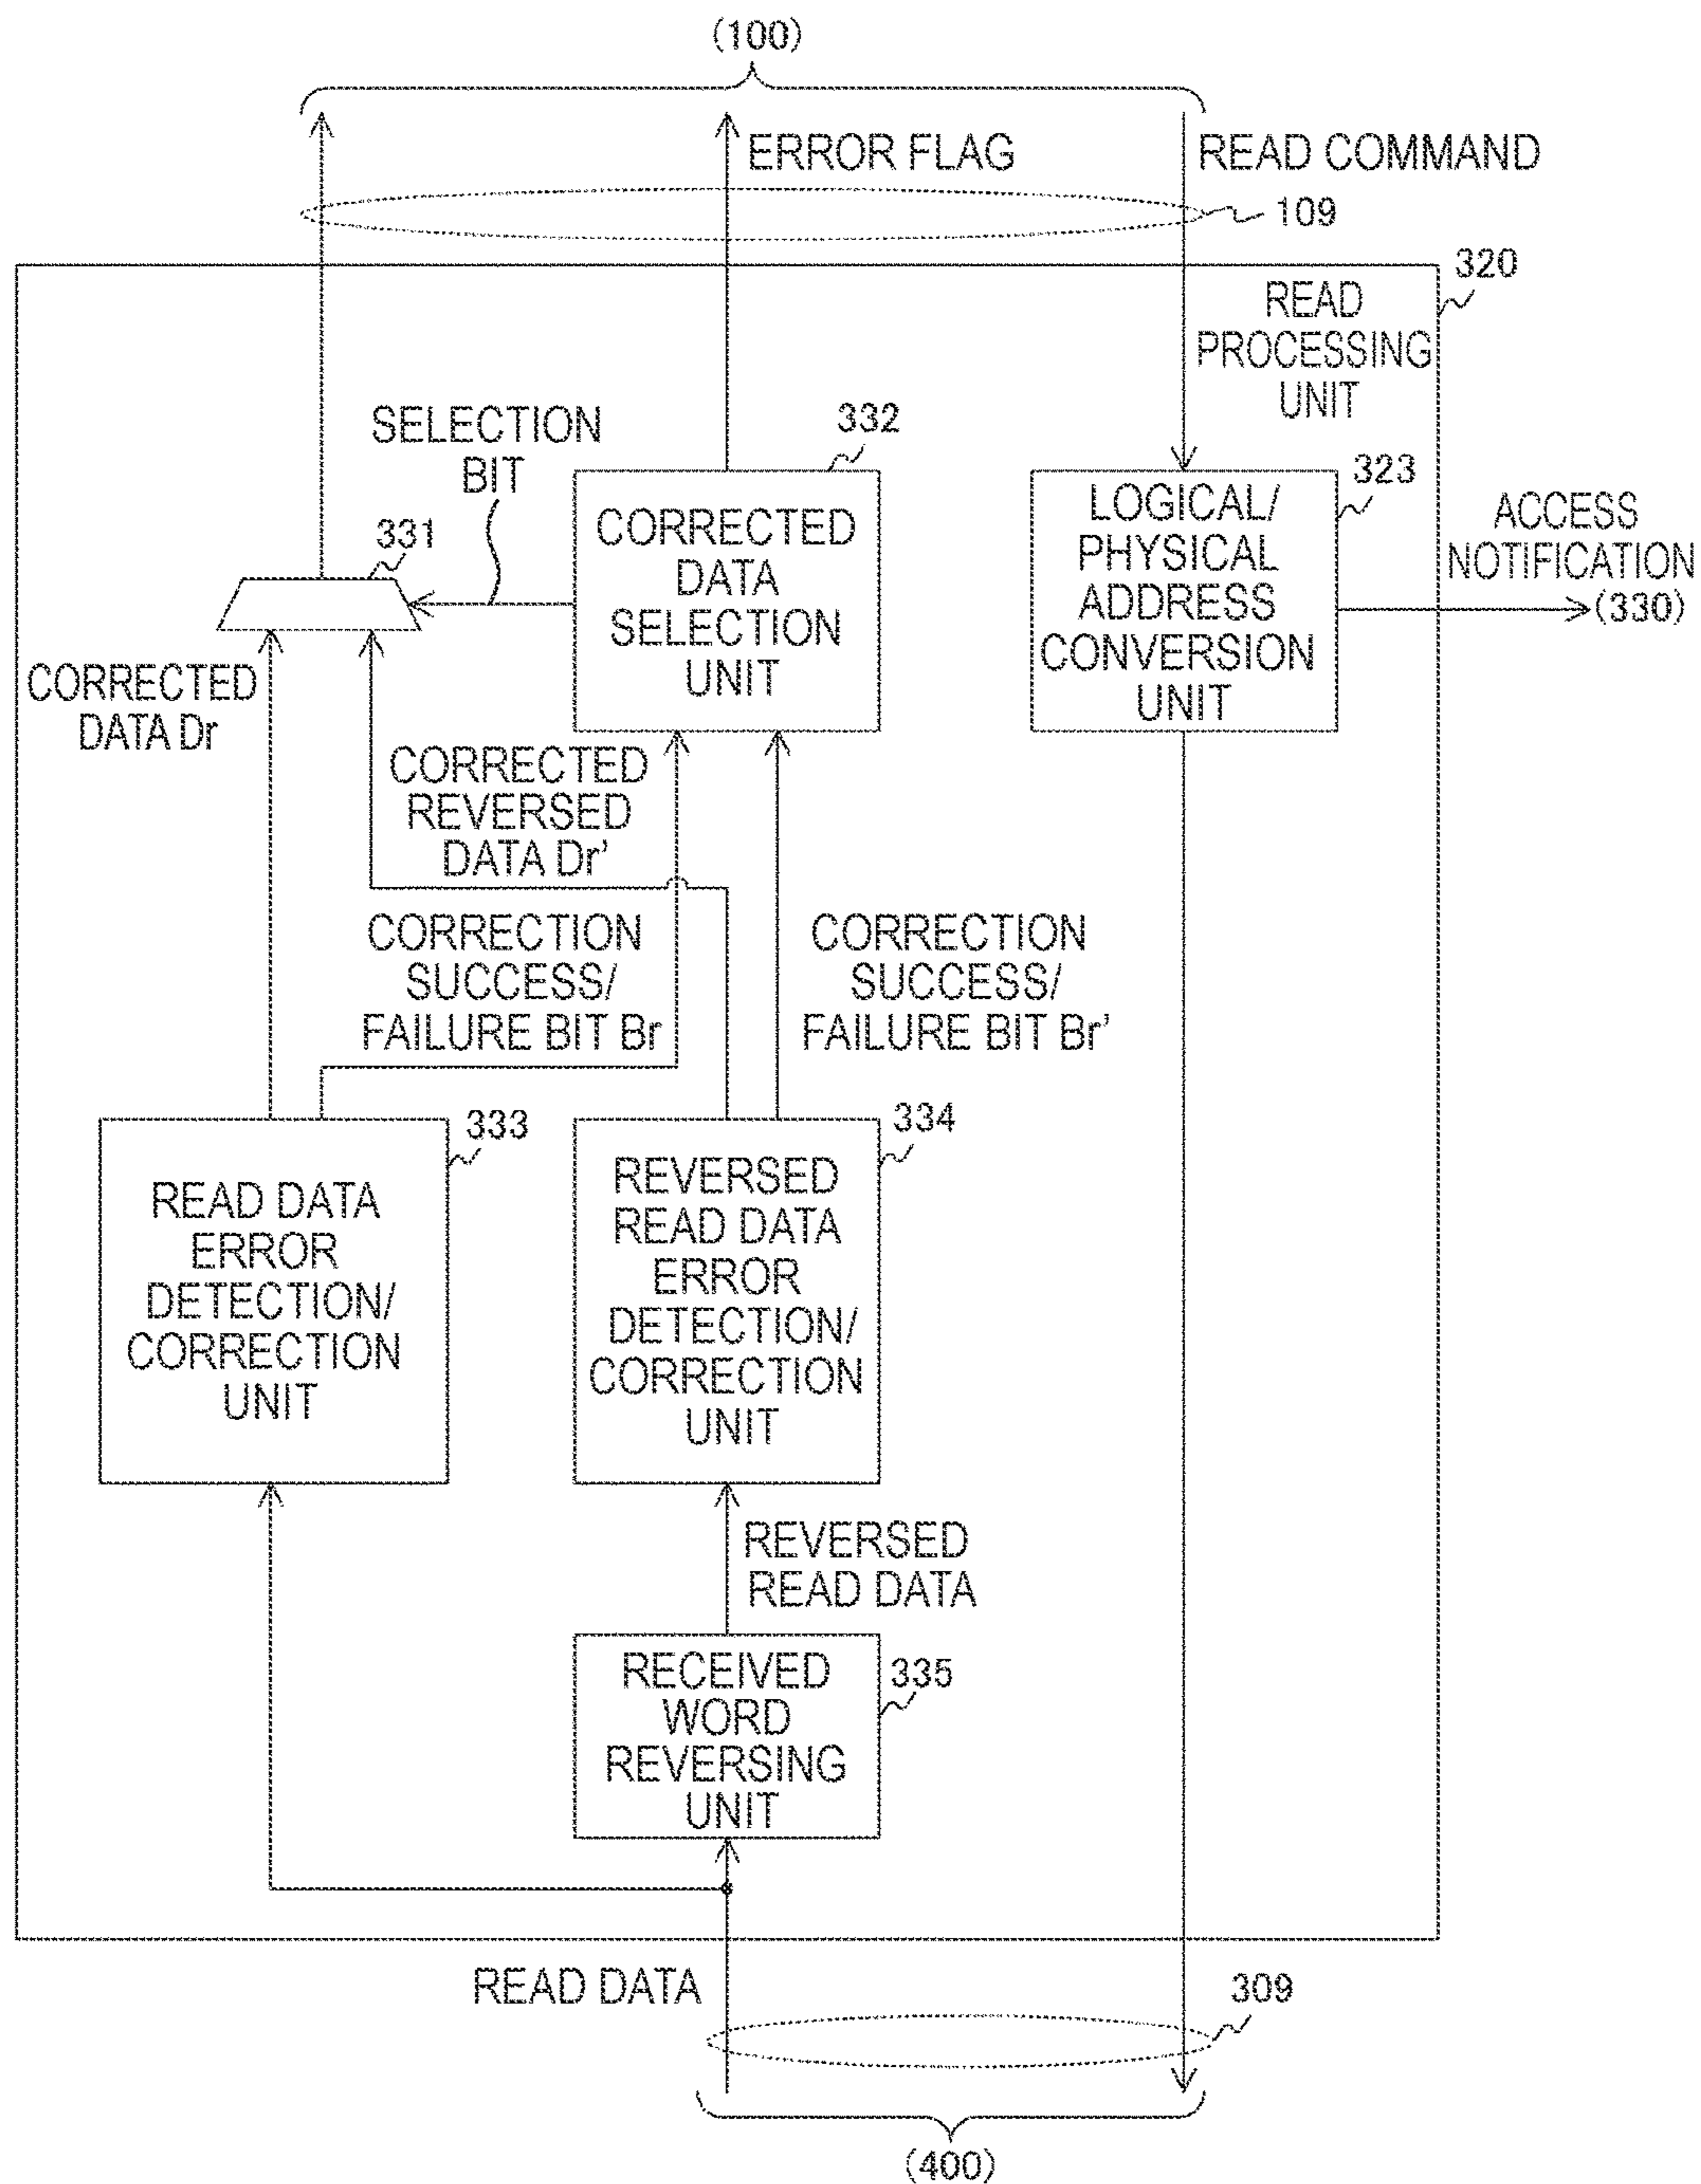 (100)
ERROR FLAG
READ COMMAND
109
320
READ
PROCESSING
UNIT
SELECTION
BIT
332
323
331
CORRECTED
DATA
SELECTION
UNIT
LOGICAL/
PHYSICAL
ADDRESS
CONVERSION
UNIT
ACCESS
NOTIFICATION
(330)
CORRECTED
DATA Dr
CORRECTED
REVERSED
DATA Dr'
CORRECTION
SUCCESS/
FAILURE BIT Br
CORRECTION
SUCCESS/
FAILURE BIT Br'
333
334
READ DATA
ERROR
DETECTION/
CORRECTION
UNIT
REVERSED
READ DATA
ERROR
DETECTION/
CORRECTION
UNIT
REVERSED
READ DATA
RECEIVED
WORD
REVERSING
UNIT
335
READ DATA
309
(400)